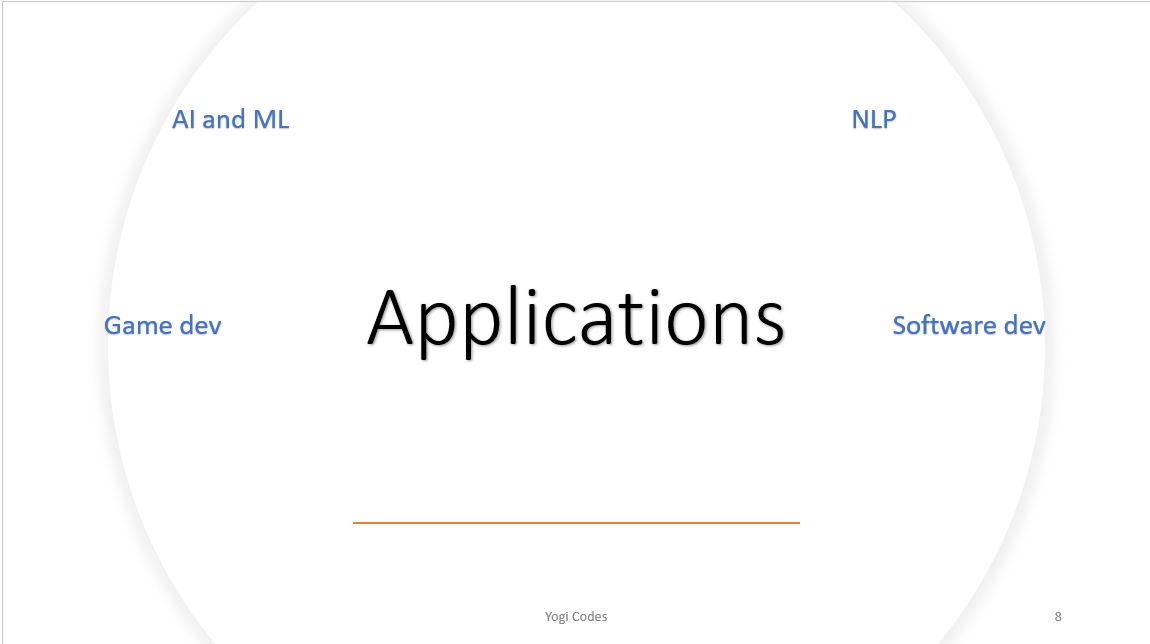 AI and ML
NLP
Applications
Game dev
Software dev
Yogi Codes
8